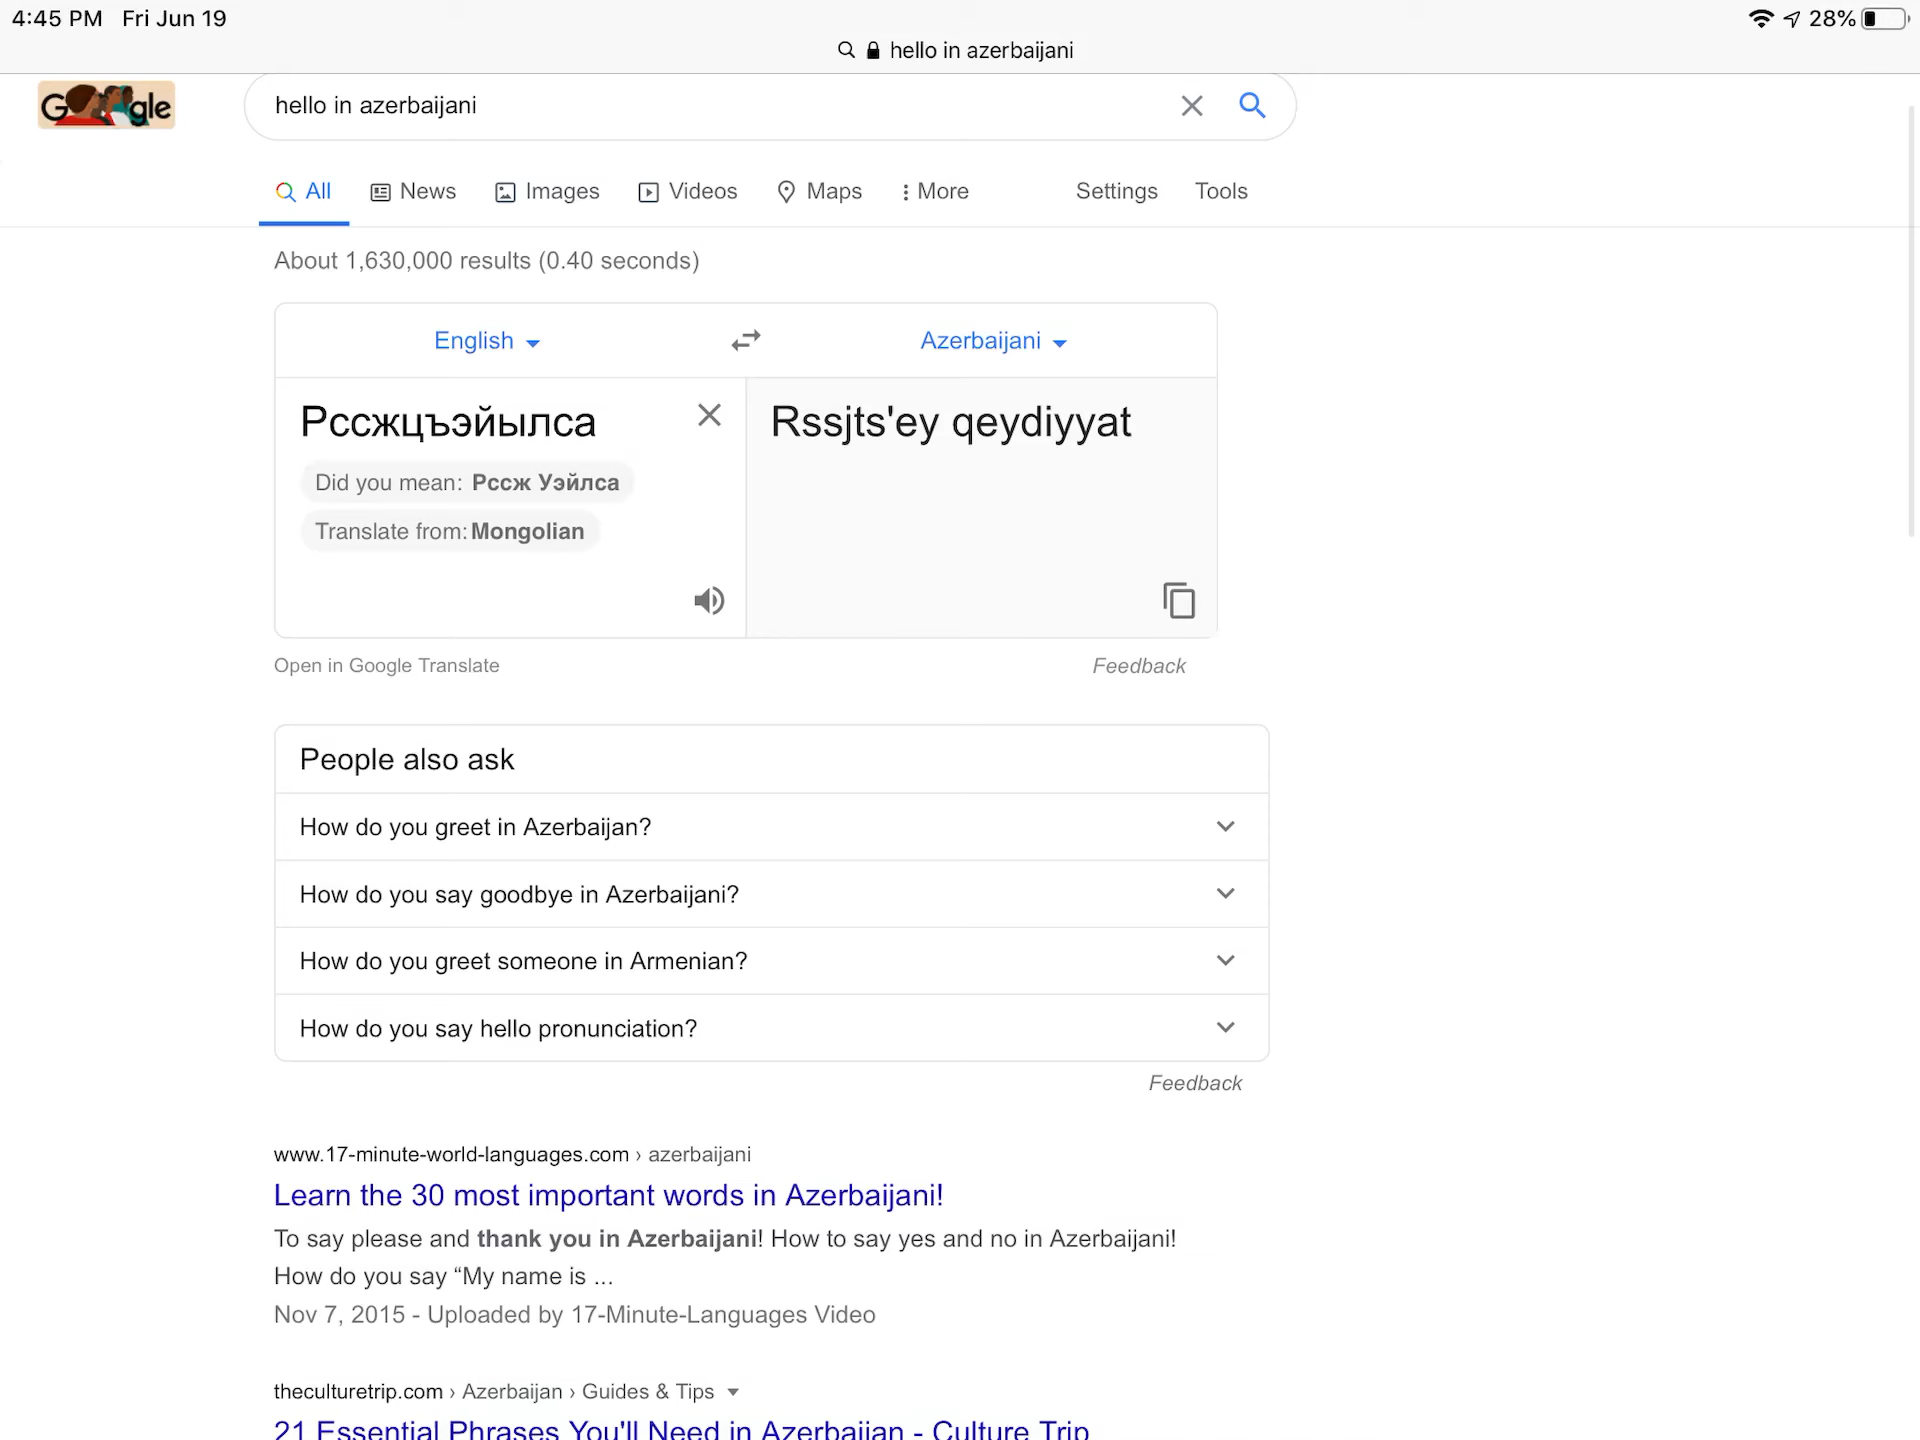 4:45 PM Fri Jun 19
28%
hello in azerbaijani
Google
hello in azerbaijani
All News Images Videos Maps More Settings Tools
About 1,630,000 results (0.40 seconds)
English Azerbaijani
Рссжцъэйылса Rssjts'ey qeydiyyat
Did you mean: Рссж Уэйлса
Translate from: Mongolian
Open in Google Translate Feedback
People also ask
How do you greet in Azerbaijan?
How do you say goodbye in Azerbaijani?
How do you greet someone in Armenian?
How do you say hello pronunciation?
Feedback
www.17-minute-world-languages.com › azerbaijani
Learn the 30 most important words in Azerbaijani!
To say please and thank you in Azerbaijani! How to say yes and no in Azerbaijani!
How do you say “My name is ...
Nov 7, 2015 - Uploaded by 17-Minute-Languages Video
theculturetrip.com › Azerbaijan › Guides & Tips
21 Essential Phrases You'll Need in Azerbaijan - Culture Trip